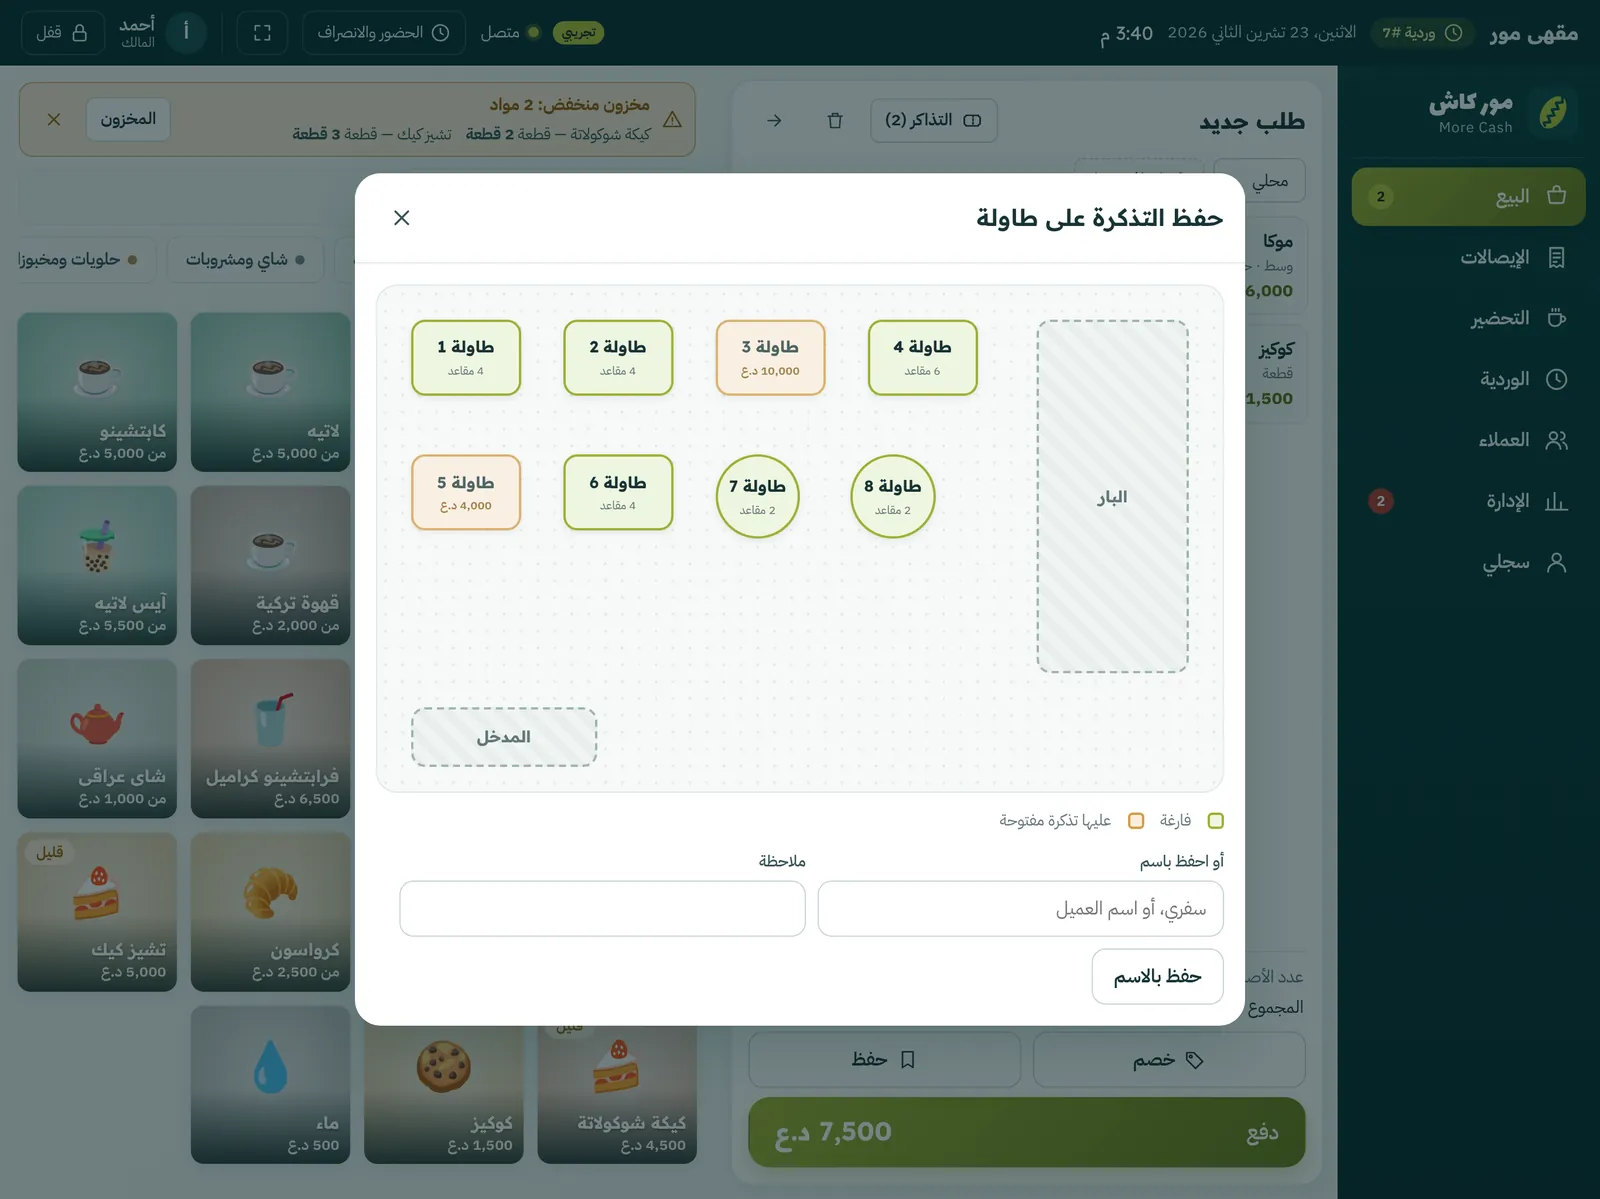 مقهى مور
وردية #7
الاثنين، 23 تشرين الثاني 2026
3:40 م
تجريبي
متصل
الحضور والانصراف
أ
أحمد
المالك
قفل
مور كاش
More Cash
البيع
2
الإيصالات
التحضير
الوردية
العملاء
الإدارة
2
سجلي
طلب جديد
التذاكر (2)
محلي
موكا
وسط
6,000
كوكيز
قطعة
1,500
المجموع
خصم
حفظ
دفع
7,500 د.ع
مخزون منخفض: 2 مواد
كيكة شوكولاتة — قطعة 2 قطعة تشيز كيك — قطعة 3 قطعة
المخزون
شاي ومشروبات
حلويات ومخبوزا
لاتيه
من 5,000 د.ع
كابتشينو
من 5,000 د.ع
قهوة تركية
من 2,000 د.ع
آيس لاتيه
من 5,500 د.ع
فرابتشينو كراميل
6,500 د.ع
شاي عراقي
من 1,000 د.ع
كرواسون
من 2,500 د.ع
قليل
تشيز كيك
5,000 د.ع
قليل
كيكة شوكولاتة
4,500 د.ع
كوكيز
1,500 د.ع
ماء
500 د.ع
حفظ التذكرة على طاولة
طاولة 1
4 مقاعد
طاولة 2
4 مقاعد
طاولة 3
10,000 د.ع
طاولة 4
6 مقاعد
طاولة 5
4,000 د.ع
طاولة 6
4 مقاعد
طاولة 7
2 مقاعد
طاولة 8
2 مقاعد
البار
المدخل
فارغة
عليها تذكرة مفتوحة
أو احفظ باسم
سفري، أو اسم العميل
ملاحظة
حفظ بالاسم